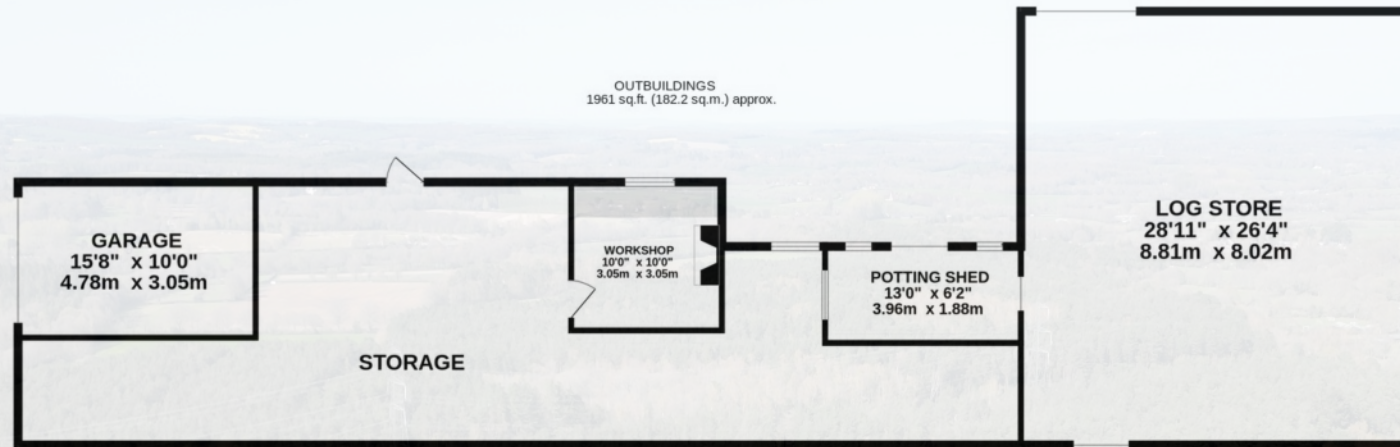 OUTBUILDINGS
1961 sq.ft. (182.2 sq.m.) approx.
GARAGE
15'8" x 10'0"
4.78m x 3.05m
WORKSHOP
10'0" x 10'0"
3.05m x 3.05m
POTTING SHED
13'0" x 6'2"
3.96m x 1.88m
LOG STORE
28'11" x 26'4"
8.81m x 8.02m
STORAGE